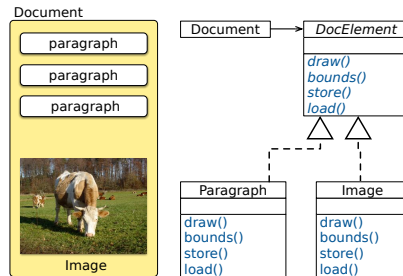 Document
paragraph
paragraph
paragraph
Image
Document
DocElement
draw()
bounds()
store()
load()
Paragraph
draw()
bounds()
store()
load()
Image
draw()
bounds()
store()
load()